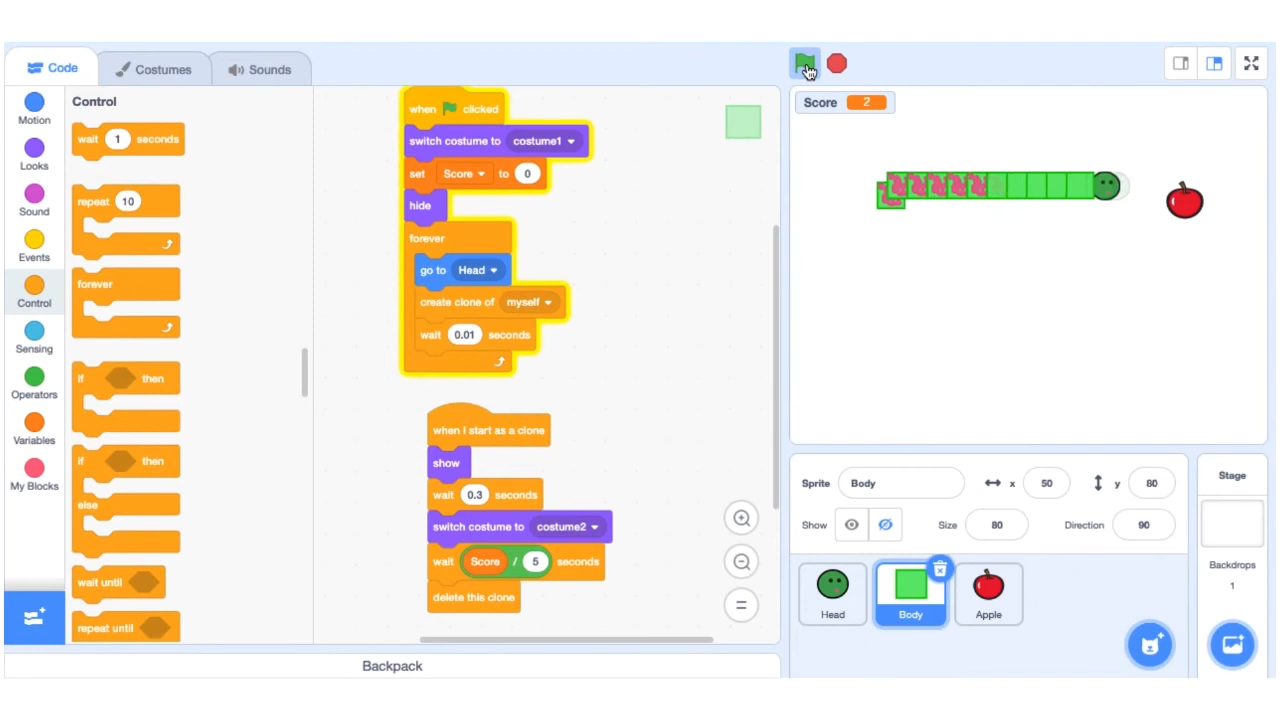 Code
Costumes
Sounds
Motion
Looks
Sound
Events
Control
Sensing
Operators
Variables
My Blocks
Control
wait 1 seconds
repeat 10
forever
if then
if then
else
wait until
repeat until
when clicked
switch costume to costume1
set Score to 0
hide
forever
go to Head
create clone of myself
wait 0.01 seconds
when I start as a clone
show
wait 0.3 seconds
switch costume to costume2
wait Score / 5 seconds
delete this clone
Backpack
Score 2
Sprite Body x 50 y 80
Show Size 80 Direction 90
Head
Body
Apple
Stage
Backdrops
1